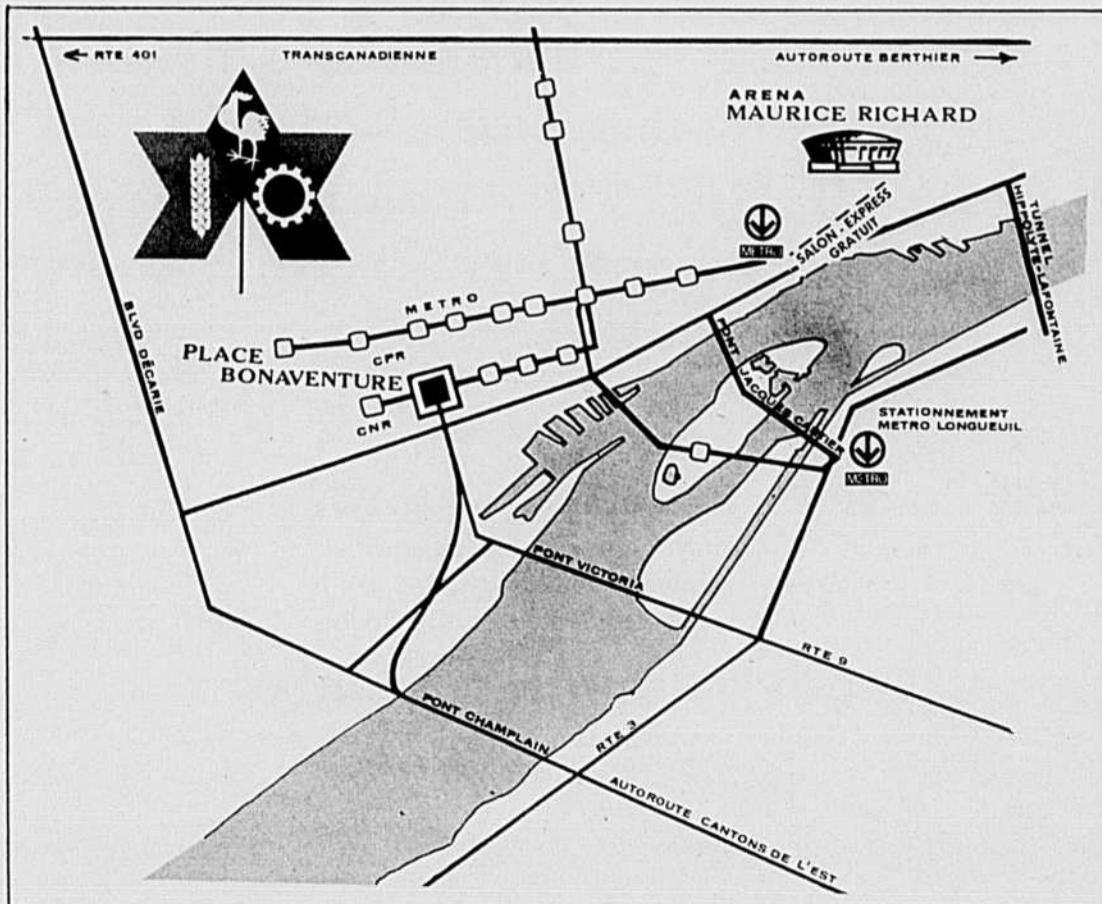 ← RTE 401
TRANSCANADIENNE
AUTOROUTE BERTHIER →
ARENA
MAURICE RICHARD
METRO
SALON-EXPRESS
GRATUIT
TUNNEL
HIPPOLYTE-LAFONTAINE
BLVD DÉCARIE
METRO
CPR
PLACE
BONAVENTURE
CNR
PONT JACQUES CARTIER
STATIONNEMENT
METRO LONGUEUIL
METRO
PONT VICTORIA
RTE 9
PONT CHAMPLAIN
RTE 3
AUTOROUTE CANTONS DE L'EST